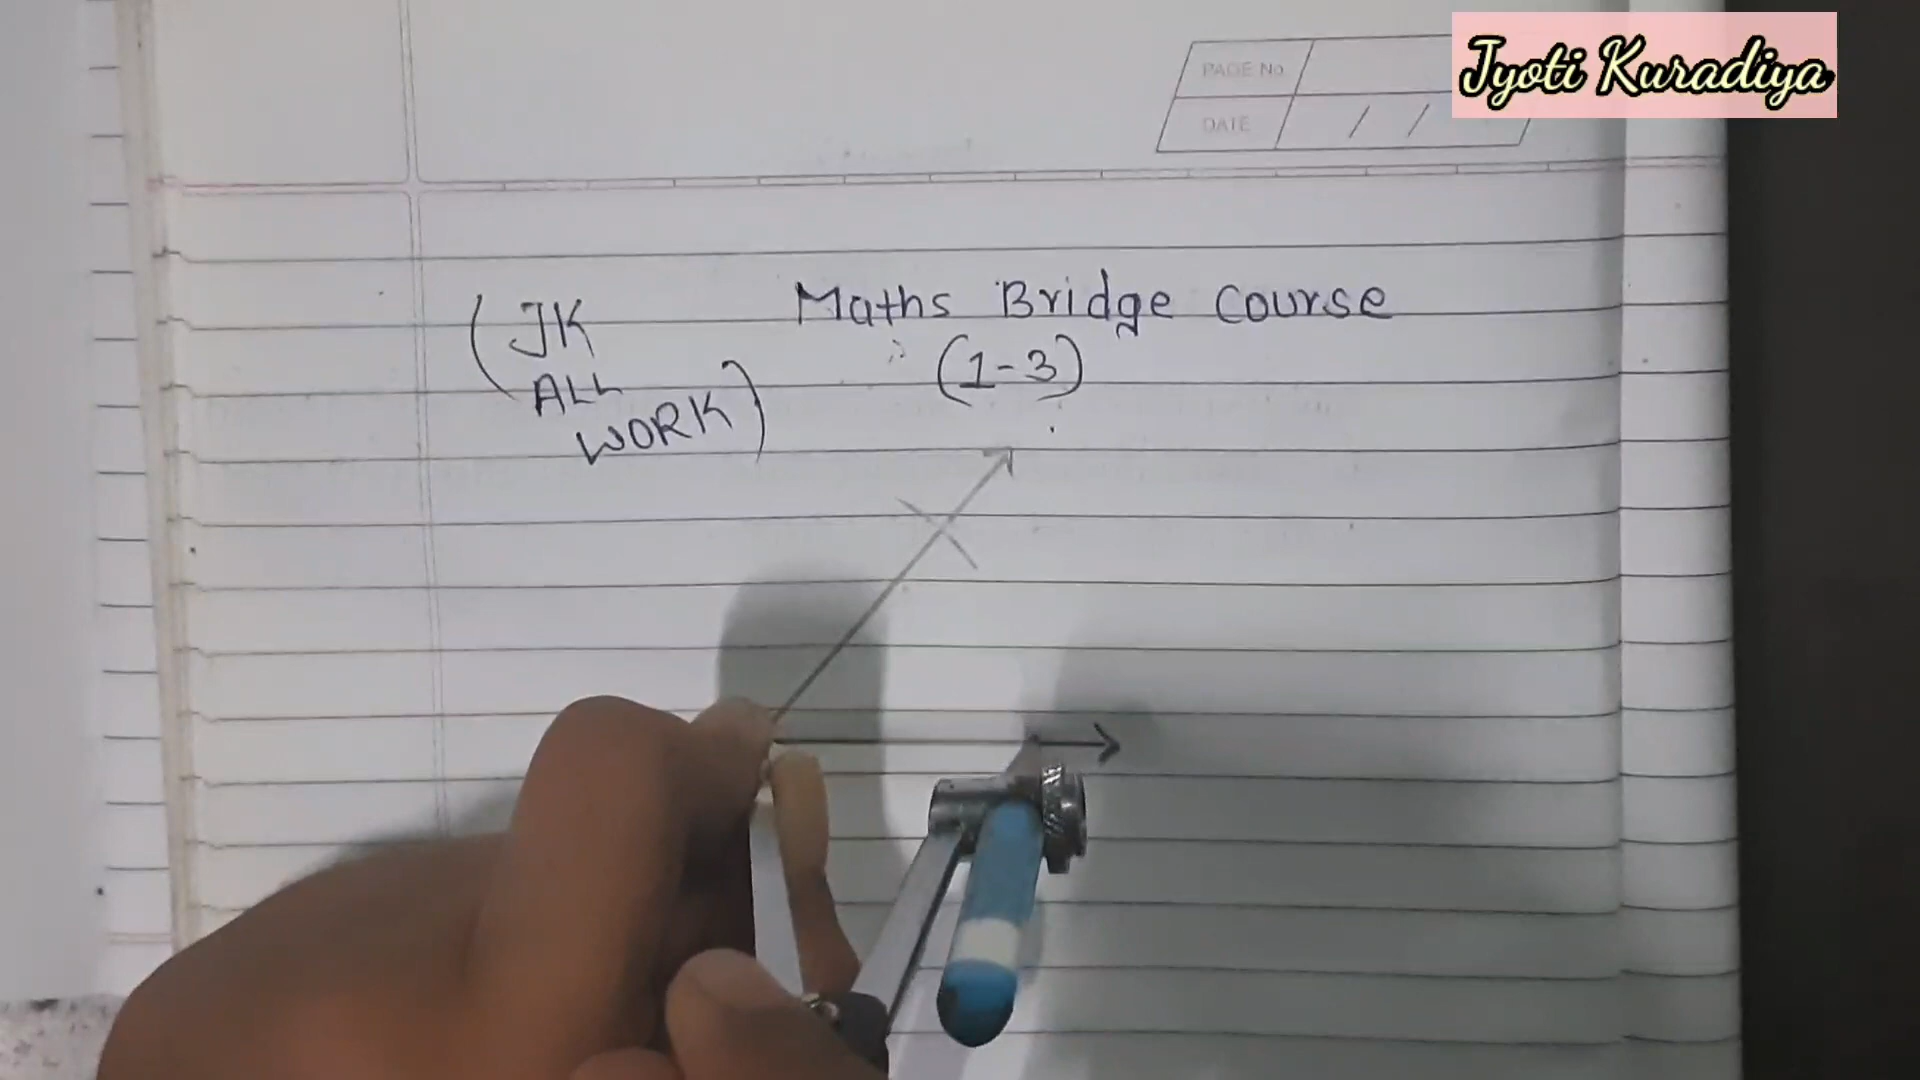 Jyoti Kuradiya
PAGE No.
DATE / /
Maths Bridge Course
(1-3)
(JK
ALL
WORK)